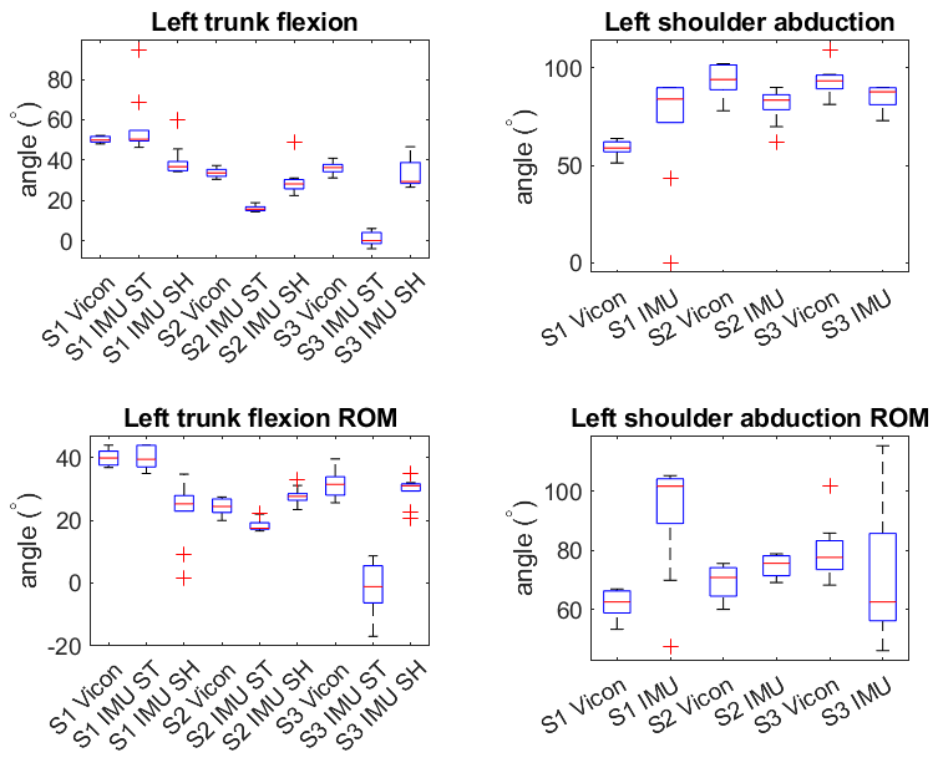 Left trunk flexion
angle (°)
80
60
40
20
0
S1 Vicon
S1 IMU ST
S1 IMU SH
S2 Vicon
S2 IMU ST
S2 IMU SH
S3 Vicon
S3 IMU ST
S3 IMU SH
Left shoulder abduction
angle (°)
100
50
0
S1 Vicon
S1 IMU
S2 Vicon
S2 IMU
S3 Vicon
S3 IMU
Left trunk flexion ROM
angle (°)
40
20
0
-20
S1 Vicon
S1 IMU ST
S1 IMU SH
S2 Vicon
S2 IMU ST
S2 IMU SH
S3 Vicon
S3 IMU ST
S3 IMU SH
Left shoulder abduction ROM
angle (°)
100
80
60
S1 Vicon
S1 IMU
S2 Vicon
S2 IMU
S3 Vicon
S3 IMU